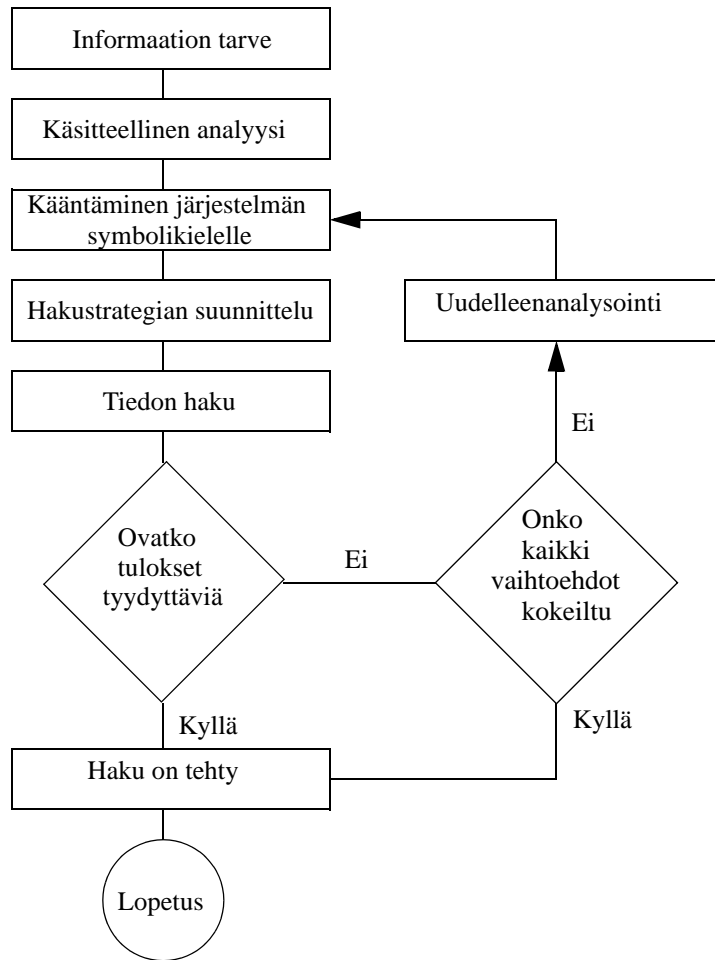 Informaation tarve
Käsitteellinen analyysi
Kääntäminen järjestelmän
symbolikielelle
Hakustrategian suunnittelu
Uudelleenanalysointi
Tiedon haku
Ei
Ovatko
tulokset
tyydyttäviä
Ei
Onko
kaikki
vaihtoehdot
kokeiltu
Kyllä
Kyllä
Haku on tehty
Lopetus